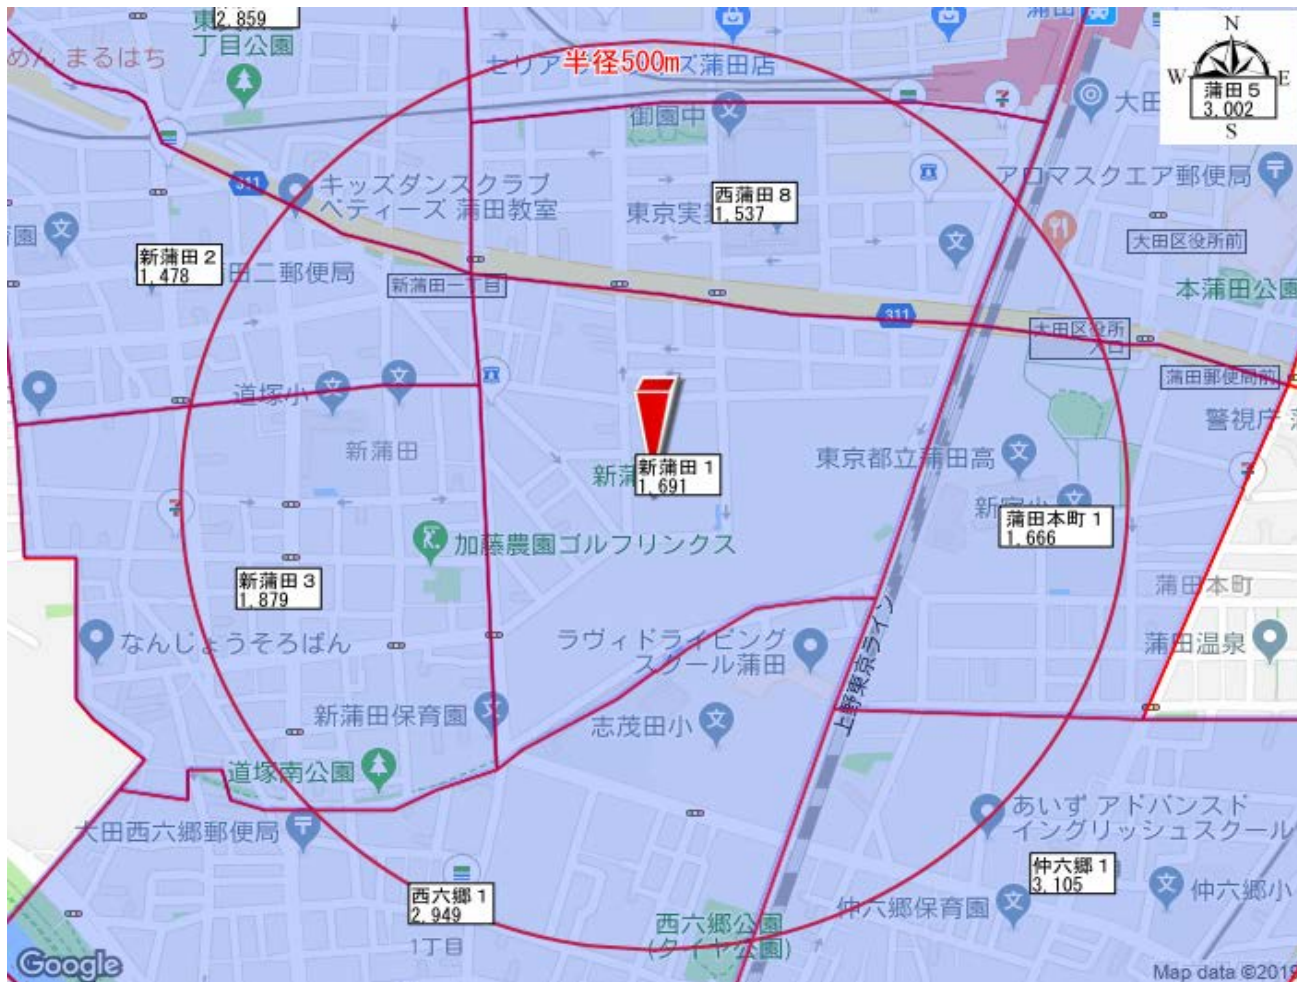 2,859
丁目公園
めん まるはち
半径500m
ズ蒲田店
御園中
N
W
E
S
蒲田5
3,002
311
キッズダンスクラブ
ペティーズ 蒲田教室
西蒲田8
1,537
東京実
アロマスクエア郵便局
大田区役所前
新蒲田2
1,478
田二郵便局
新蒲田一丁目
本蒲田公園
311
大田区役所
入口
蒲田郵便局前
道塚小
新蒲田
警視庁
東京都立蒲田高
新蒲田1
1,691
蒲田本町1
1,666
加藤農園ゴルフリンクス
新蒲田3
1,879
蒲田本町
なんじょうそろばん
ラヴィドライビング
スクール蒲田
蒲田温泉
上野東京ライン
新蒲田保育園
志茂田小
道塚南公園
大田西六郷郵便局
あいず アドバンスド
イングリッシュスクール
仲六郷1
3,105
西六郷1
2,949
1丁目
西六郷公園
(タイヤ公園)
仲六郷保育園
仲六郷小
Google
Map data ©2019